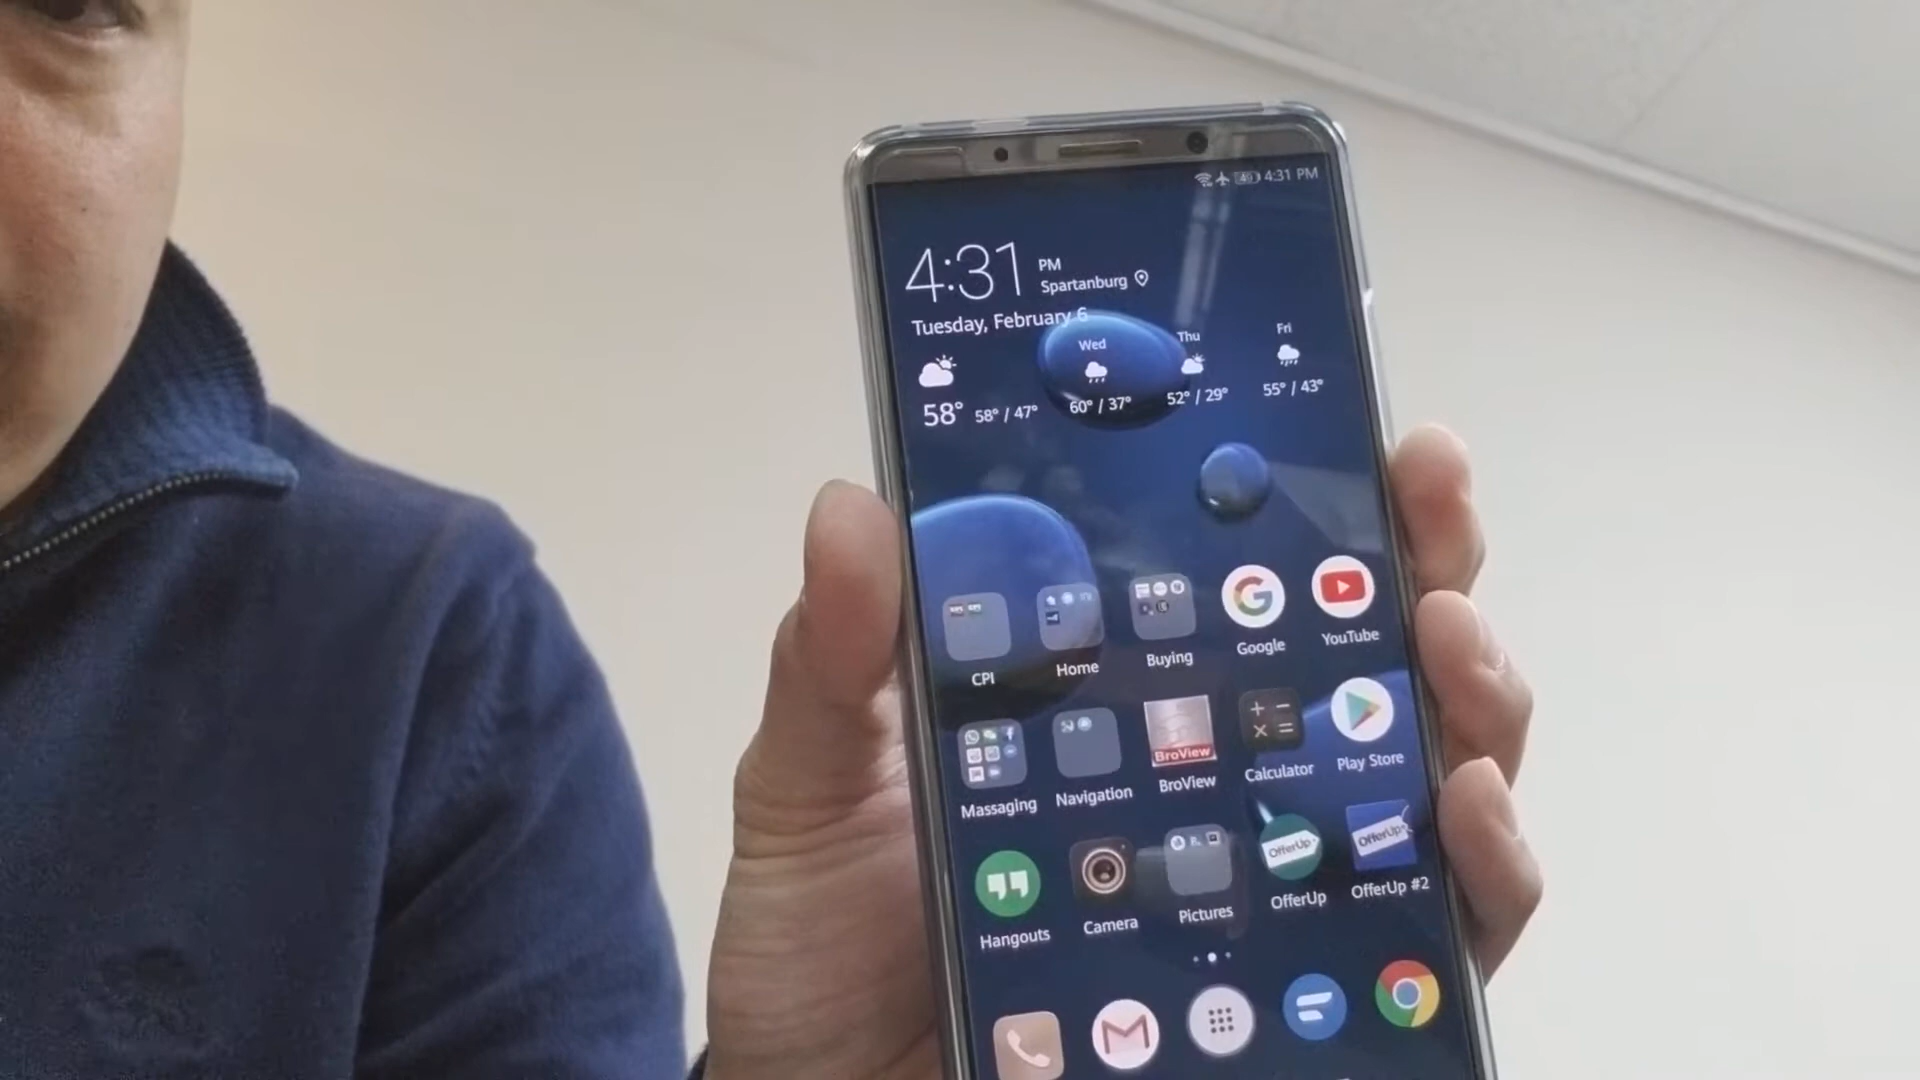 49 4:31 PM
4:31 PM
Spartanburg
Tuesday, February 6
Wed Thu Fri
58° 58° / 47° 60° / 37° 52° / 29° 55° / 43°
CPI Home Buying Google YouTube
BroView
Massaging Navigation BroView Calculator Play Store
OfferUp OfferUp
Hangouts Camera Pictures OfferUp OfferUp #2